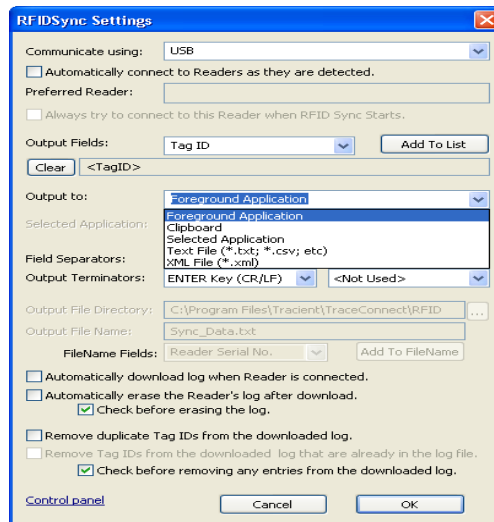 RFIDSync Settings
Communicate using: USB
Automatically connect to Readers as they are detected.
Preferred Reader:
Always try to connect to this Reader when RFID Sync Starts.
Output Fields: Tag ID Add To List
Clear <TagID>
Output to: Foreground Application
Foreground Application
Selected Application: Clipboard
Selected Application
Text File (*.txt; *.csv; etc)
Field Separators: XML File (*.xml)
Output Terminators: ENTER Key (CR/LF) <Not Used>
Output File Directory: C:\Program Files\Tracient\TraceConnect\RFID ...
Output File Name: Sync_Data.txt
FileName Fields: Reader Serial No. Add To FileName
Automatically download log when Reader is connected.
Automatically erase the Reader's log after download.
Check before erasing the log.
Remove duplicate Tag IDs from the downloaded log.
Remove Tag IDs from the downloaded log that are already in the log file.
Check before removing any entries from the downloaded log.
Control panel Cancel OK